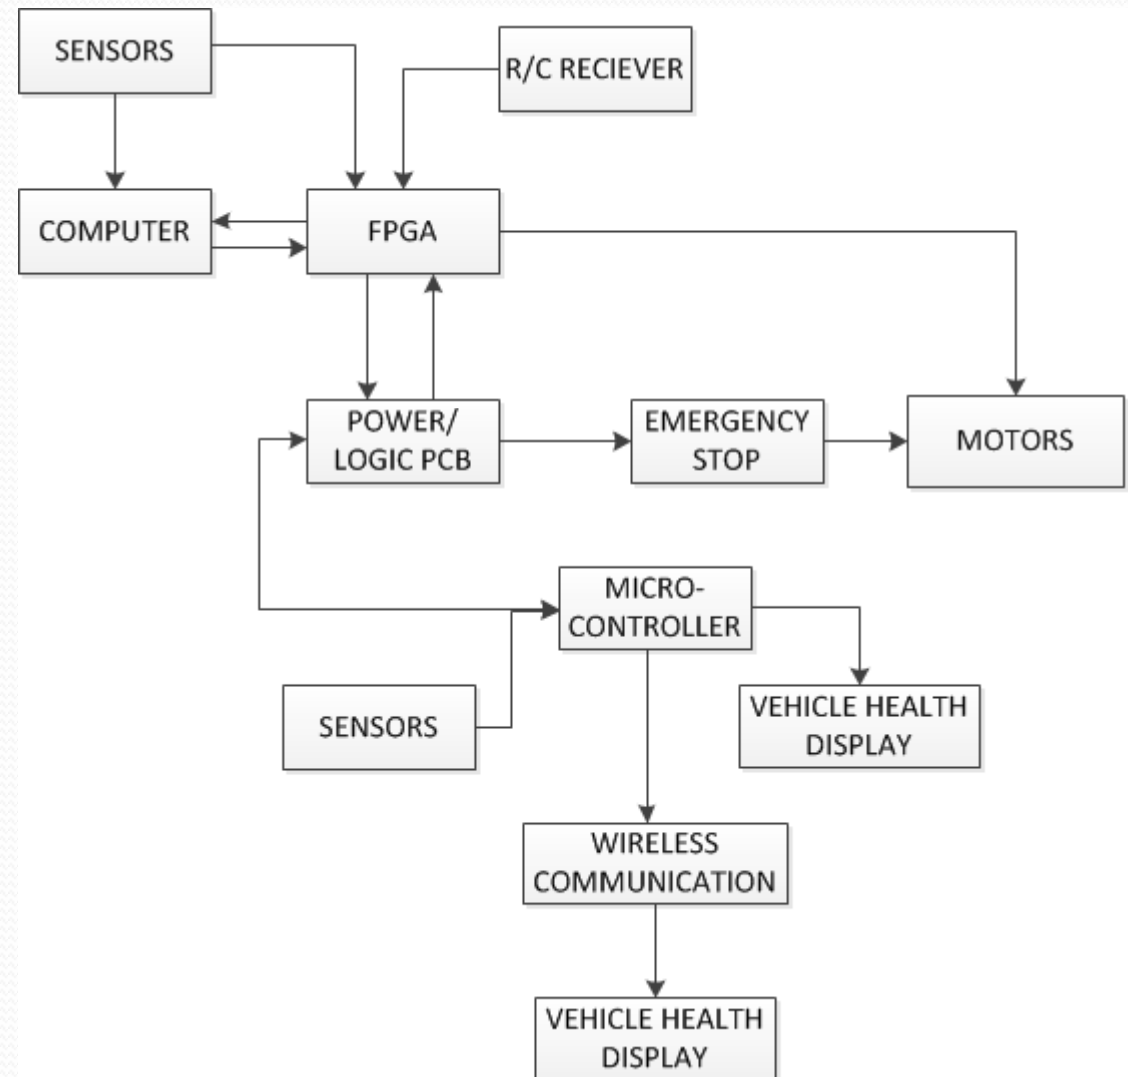 SENSORS
R/C RECIEVER
COMPUTER
FPGA
POWER/
LOGIC PCB
EMERGENCY
STOP
MOTORS
MICRO-
CONTROLLER
SENSORS
VEHICLE HEALTH
DISPLAY
WIRELESS
COMMUNICATION
VEHICLE HEALTH
DISPLAY